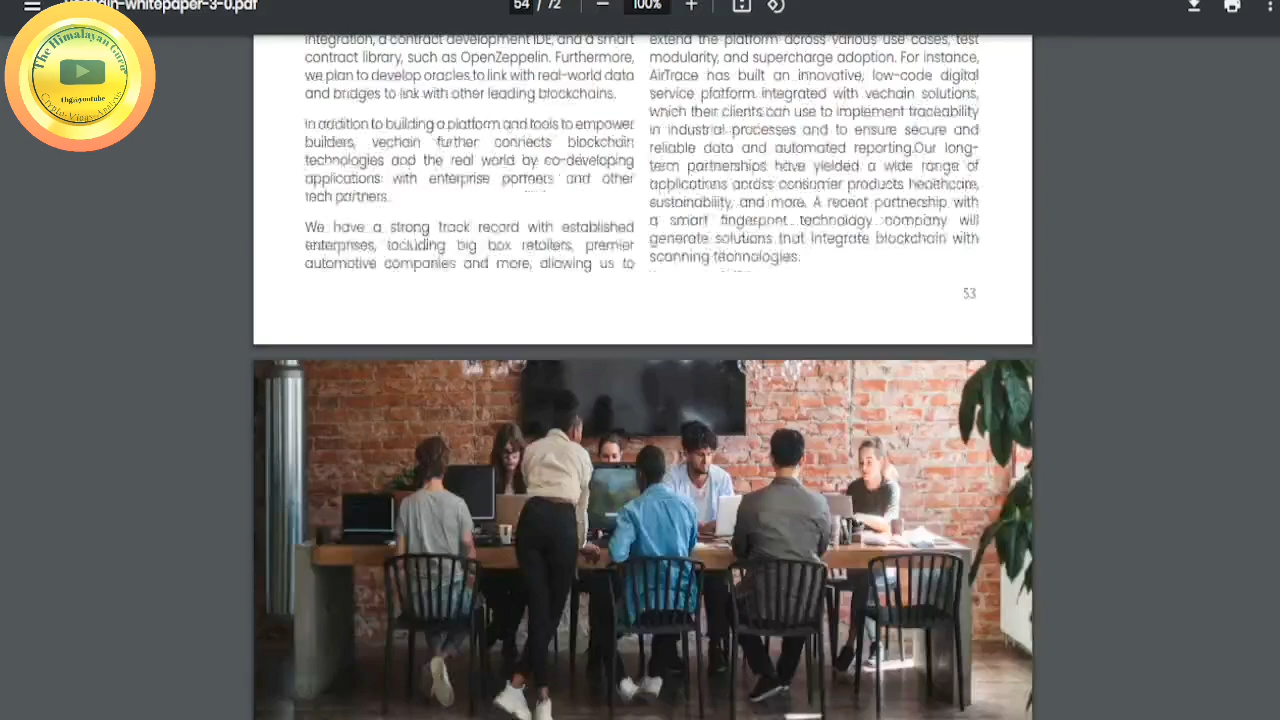 -whitepaper-3-0.pdf
54 / 72
100%
The Himalayan Guru
Thgjayoutube
integration, a contract development IDE, and a smart
contract library, such as OpenZeppelin. Furthermore,
we plan to develop oracles to link with real-world data
and bridges to link with other leading blockchains.
In addition to building a platform and tools to empower
builders, vechain further connects blockchain
technologies and the real world by co-developing
applications with enterprise partners and other
tech partners.
We have a strong track record with established
enterprises, including big box retailers, premier
automotive companies and more, allowing us to
extend the platform across various use cases, test
modularity, and supercharge adoption. For instance,
AirTrace has built an innovative, low-code digital
service platform integrated with vechain solutions,
which their clients can use to implement traceability
in industrial processes and to ensure secure and
reliable data and automated reporting.Our long-
term partnerships have yielded a wide range of
applications across consumer products healthcare,
sustainability, and more. A recent partnership with
a smart fingerprint technology company will
generate solutions that integrate blockchain with
scanning technologies.
53